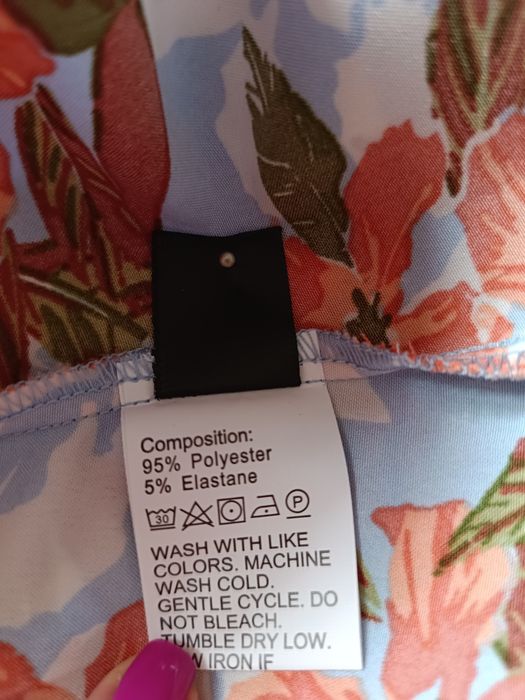 Composition:
95% Polyester
5% Elastane
30 P
WASH WITH LIKE
COLORS. MACHINE
WASH COLD.
GENTLE CYCLE. DO
NOT BLEACH.
TUMBLE DRY LOW.
IRON IF